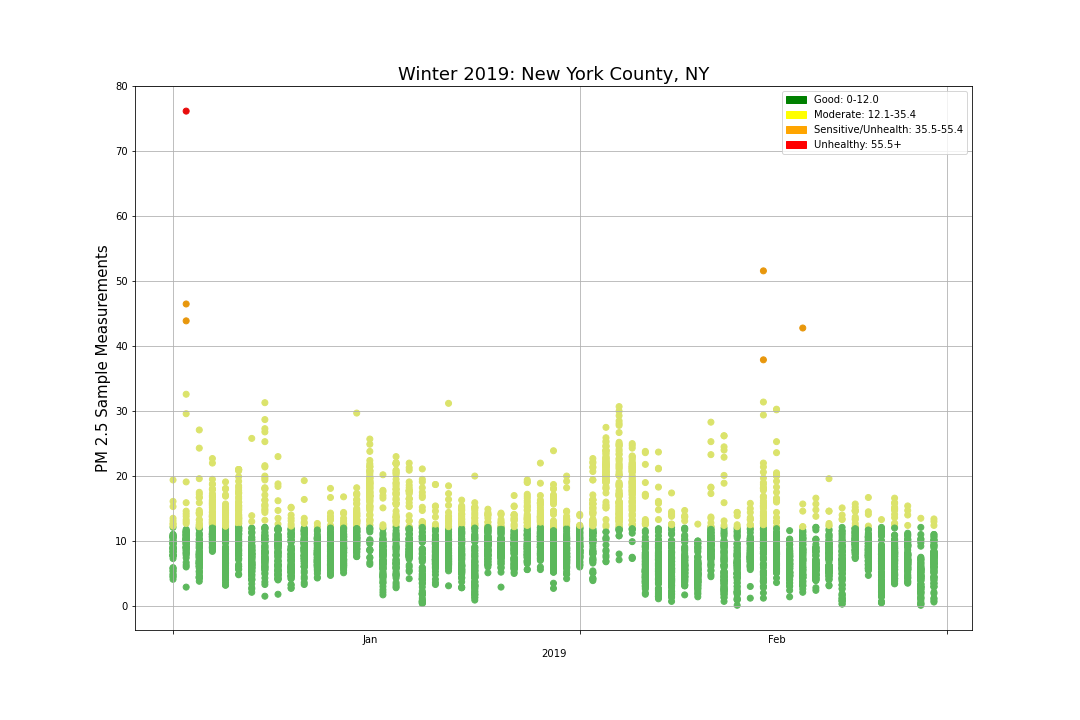 Winter 2019: New York County, NY
Good: 0-12.0
Moderate: 12.1-35.4
Sensitive/Unhealth: 35.5-55.4
Unhealthy: 55.5+
PM 2.5 Sample Measurements
80
70
60
50
40
30
20
10
0
Jan
Feb
2019